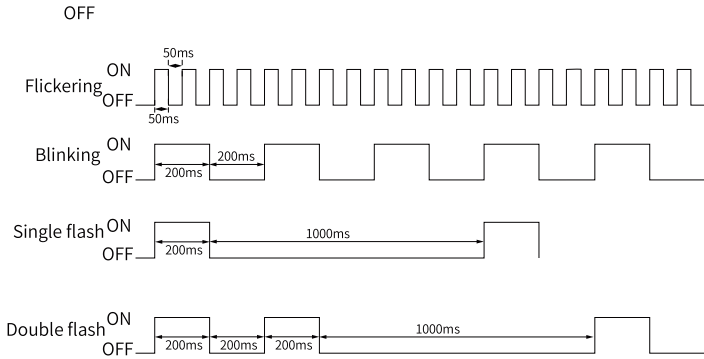 OFF
50ms
ON
Flickering
OFF
50ms
ON
Blinking
200ms
200ms
OFF
ON
Single flash
1000ms
200ms
OFF
ON
Double flash
1000ms
200ms 200ms 200ms
OFF